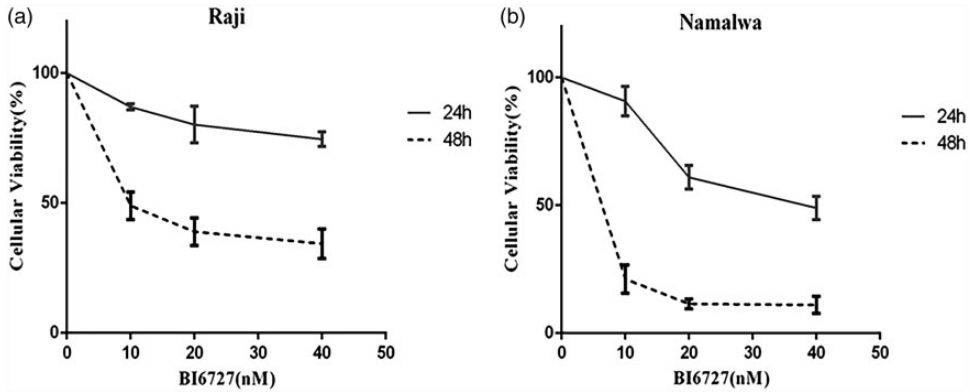 (a)
Raji
Cellular Viability(%)
100
50
0
0 10 20 30 40 50
BI6727(nM)
24h
48h
(b)
Namalwa
Cellular Viability(%)
100
50
0
0 10 20 30 40 50
BI6727(nM)
24h
48h